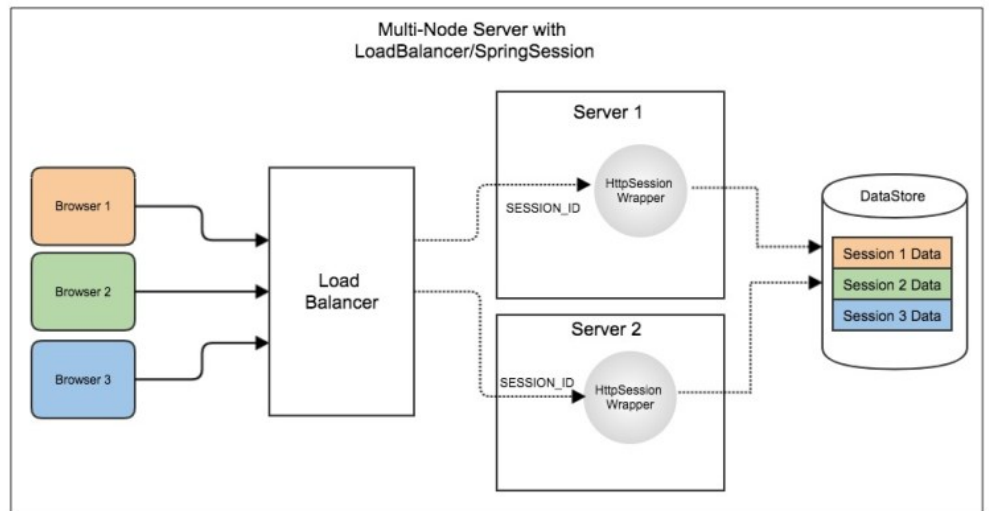 Multi-Node Server with
LoadBalancer/SpringSession
Browser 1
Browser 2
Browser 3
Load
Balancer
Server 1
SESSION_ID
HttpSession
Wrapper
Server 2
SESSION_ID
HttpSession
Wrapper
DataStore
Session 1 Data
Session 2 Data
Session 3 Data